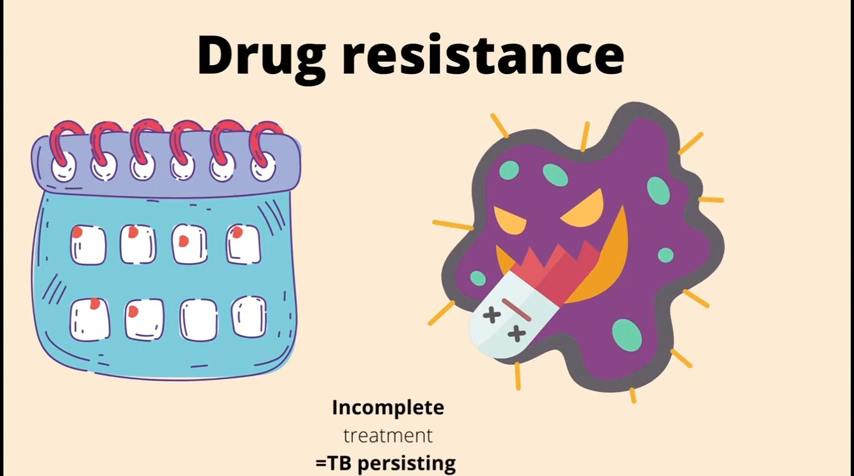 Drug resistance
Incomplete
treatment
=TB persisting